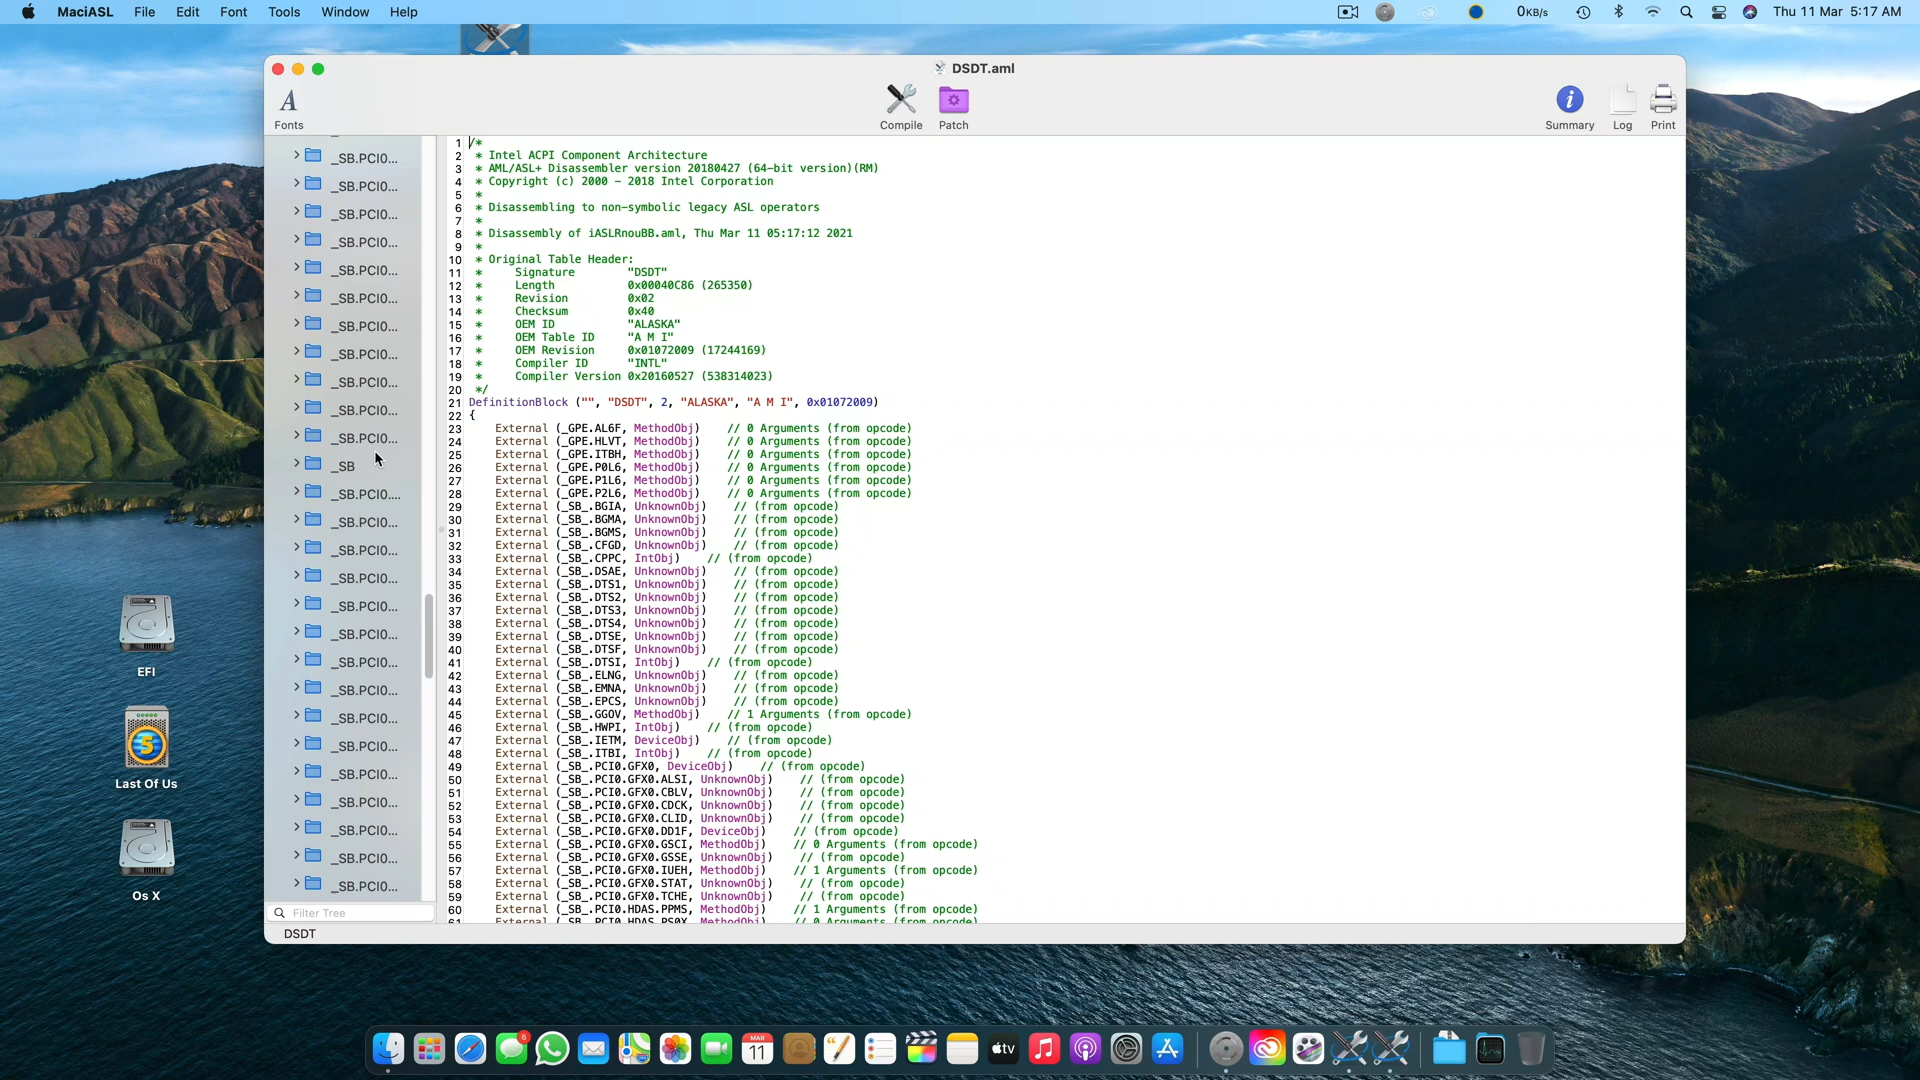 MaciASL File Edit Font Tools Window Help
0KB/s Thu 11 Mar 5:17 AM
DSDT.aml
Fonts
Compile Patch
Summary Log Print
_SB.PCI0...
_SB.PCI0...
_SB.PCI0...
_SB.PCI0...
_SB.PCI0...
_SB.PCI0...
_SB.PCI0...
_SB.PCI0...
_SB.PCI0...
_SB.PCI0...
_SB.PCI0...
_SB
_SB.PCI0....
_SB.PCI0...
_SB.PCI0...
_SB.PCI0...
_SB.PCI0...
_SB.PCI0...
_SB.PCI0...
_SB.PCI0...
_SB.PCI0...
_SB.PCI0...
_SB.PCI0...
_SB.PCI0...
_SB.PCI0...
_SB.PCI0...
_SB.PCI0...
Filter Tree
DSDT
1 /*
2 * Intel ACPI Component Architecture
3 * AML/ASL+ Disassembler version 20180427 (64-bit version)(RM)
4 * Copyright (c) 2000 - 2018 Intel Corporation
5 *
6 * Disassembling to non-symbolic legacy ASL operators
7 *
8 * Disassembly of iASLRnouBB.aml, Thu Mar 11 05:17:12 2021
9 *
10 * Original Table Header:
11 * Signature "DSDT"
12 * Length 0x00040C86 (265350)
13 * Revision 0x02
14 * Checksum 0x40
15 * OEM ID "ALASKA"
16 * OEM Table ID "A M I"
17 * OEM Revision 0x01072009 (17244169)
18 * Compiler ID "INTL"
19 * Compiler Version 0x20160527 (538314023)
20 */
21 DefinitionBlock ("", "DSDT", 2, "ALASKA", "A M I", 0x01072009)
22 {
23 External (_GPE.AL6F, MethodObj) // 0 Arguments (from opcode)
24 External (_GPE.HLVT, MethodObj) // 0 Arguments (from opcode)
25 External (_GPE.ITBH, MethodObj) // 0 Arguments (from opcode)
26 External (_GPE.P0L6, MethodObj) // 0 Arguments (from opcode)
27 External (_GPE.P1L6, MethodObj) // 0 Arguments (from opcode)
28 External (_GPE.P2L6, MethodObj) // 0 Arguments (from opcode)
29 External (_SB_.BGIA, UnknownObj) // (from opcode)
30 External (_SB_.BGMA, UnknownObj) // (from opcode)
31 External (_SB_.BGMS, UnknownObj) // (from opcode)
32 External (_SB_.CFGD, UnknownObj) // (from opcode)
33 External (_SB_.CPPC, IntObj) // (from opcode)
34 External (_SB_.DSAE, UnknownObj) // (from opcode)
35 External (_SB_.DTS1, UnknownObj) // (from opcode)
36 External (_SB_.DTS2, UnknownObj) // (from opcode)
37 External (_SB_.DTS3, UnknownObj) // (from opcode)
38 External (_SB_.DTS4, UnknownObj) // (from opcode)
39 External (_SB_.DTSE, UnknownObj) // (from opcode)
40 External (_SB_.DTSF, UnknownObj) // (from opcode)
41 External (_SB_.DTSI, IntObj) // (from opcode)
42 External (_SB_.ELNG, UnknownObj) // (from opcode)
43 External (_SB_.EMNA, UnknownObj) // (from opcode)
44 External (_SB_.EPCS, UnknownObj) // (from opcode)
45 External (_SB_.GGOV, MethodObj) // 1 Arguments (from opcode)
46 External (_SB_.HWPI, IntObj) // (from opcode)
47 External (_SB_.IETM, DeviceObj) // (from opcode)
48 External (_SB_.ITBI, IntObj) // (from opcode)
49 External (_SB_.PCI0.GFX0, DeviceObj) // (from opcode)
50 External (_SB_.PCI0.GFX0.ALSI, UnknownObj) // (from opcode)
51 External (_SB_.PCI0.GFX0.CBLV, UnknownObj) // (from opcode)
52 External (_SB_.PCI0.GFX0.CDCK, UnknownObj) // (from opcode)
53 External (_SB_.PCI0.GFX0.CLID, UnknownObj) // (from opcode)
54 External (_SB_.PCI0.GFX0.DD1F, DeviceObj) // (from opcode)
55 External (_SB_.PCI0.GFX0.GSCI, MethodObj) // 0 Arguments (from opcode)
56 External (_SB_.PCI0.GFX0.GSSE, UnknownObj) // (from opcode)
57 External (_SB_.PCI0.GFX0.IUEH, MethodObj) // 1 Arguments (from opcode)
58 External (_SB_.PCI0.GFX0.STAT, UnknownObj) // (from opcode)
59 External (_SB_.PCI0.GFX0.TCHE, UnknownObj) // (from opcode)
60 External (_SB_.PCI0.HDAS.PPMS, MethodObj) // 1 Arguments (from opcode)
61 External (_SB_.PCI0.HDAS.PS0X, MethodObj) // 0 Arguments (from opcode)
EFI
Last Of Us
Os X
6
MAR
11
tv